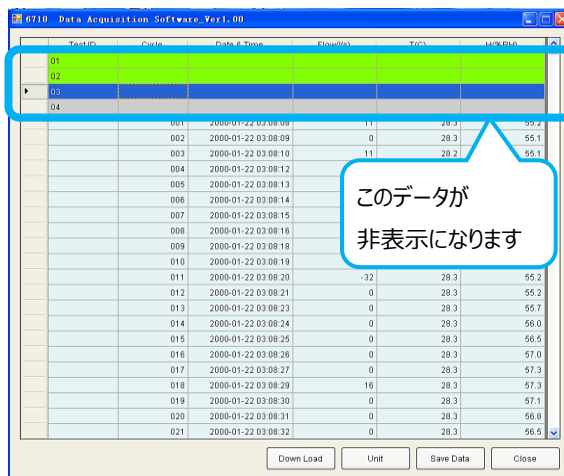 6710 Data Acquisition Software_Ver1.00
Test ID Cycle Date & Time Flow(l/s) T(C) H(%RH)
01
02
03
04
001 2000-01-22 03:08:08 11 28.3 55.2
002 2000-01-22 03:08:09 0 28.3 55.1
003 2000-01-22 03:08:10 11 28.2 55.1
004 2000-01-22 03:08:12
005 2000-01-22 03:08:13
006 2000-01-22 03:08:14
007 2000-01-22 03:08:15
008 2000-01-22 03:08:16
009 2000-01-22 03:08:18
010 2000-01-22 03:08:19
このデータが
非表示になります
011 2000-01-22 03:08:20 -32 28.3 55.2
012 2000-01-22 03:08:21 0 28.3 55.2
013 2000-01-22 03:08:23 0 28.3 55.7
014 2000-01-22 03:08:24 0 28.3 56.0
015 2000-01-22 03:08:25 0 28.3 56.5
016 2000-01-22 03:08:26 0 28.3 57.0
017 2000-01-22 03:08:27 0 28.3 57.3
018 2000-01-22 03:08:29 16 28.3 57.3
019 2000-01-22 03:08:30 0 28.3 57.1
020 2000-01-22 03:08:31 0 28.3 56.8
021 2000-01-22 03:08:32 0 28.3 56.5
Down Load Unit Save Data Close